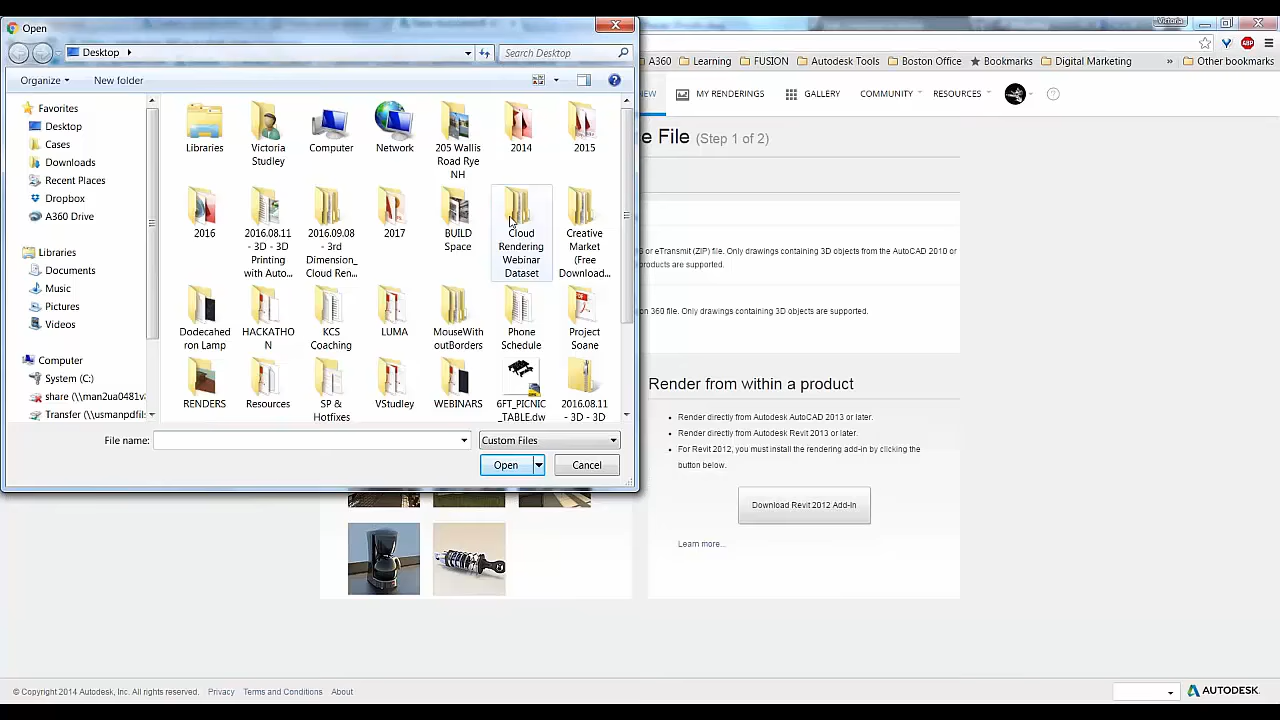 Open
Victoria
Desktop
Search Desktop
A360
Learning
FUSION
Autodesk Tools
Boston Office
Bookmarks
Digital Marketing
»
Other bookmarks
Organize
New folder
EW
MY RENDERINGS
GALLERY
COMMUNITY
RESOURCES
e File (Step 1 of 2)
Favorites
Desktop
Cases
Downloads
Recent Places
Dropbox
A360 Drive
Libraries
Documents
Music
Pictures
Videos
Computer
System (C:)
share (\\man2ua0481v
Transfer (\\usmanpdfil
Libraries
Victoria
Studley
Computer
Network
205 Wallis
Road Rye
NH
2014
2015
2016
2016.08.11
- 3D - 3D
Printing
with Auto...
2016.09.08
- 3rd
Dimension_
Cloud Ren...
2017
BUILD
Space
Cloud
Rendering
Webinar
Dataset
Creative
Market
(Free
Download...
Dodecahed
ron Lamp
HACKATHO
N
KCS
Coaching
LUMA
MouseWith
outBorders
Phone
Schedule
Project
Soane
RENDERS
Resources
SP &
Hotfixes
VStudley
WEBINARS
6FT_PICNIC
_TABLE.dw
2016.08.11
- 3D - 3D
File name:
Custom Files
Open
Cancel
S or eTransmit (ZIP) file. Only drawings containing 3D objects from the AutoCAD 2010 or
products are supported.
on 360 file. Only drawings containing 3D objects are supported.
Render from within a product
Render directly from Autodesk AutoCAD 2013 or later.
Render directly from Autodesk Revit 2013 or later.
For Revit 2012, you must install the rendering add-in by clicking the
button below.
Download Revit 2012 Add-In
Learn more...
© Copyright 2014 Autodesk, Inc. All rights reserved.
Privacy
Terms and Conditions
About
AUTODESK.